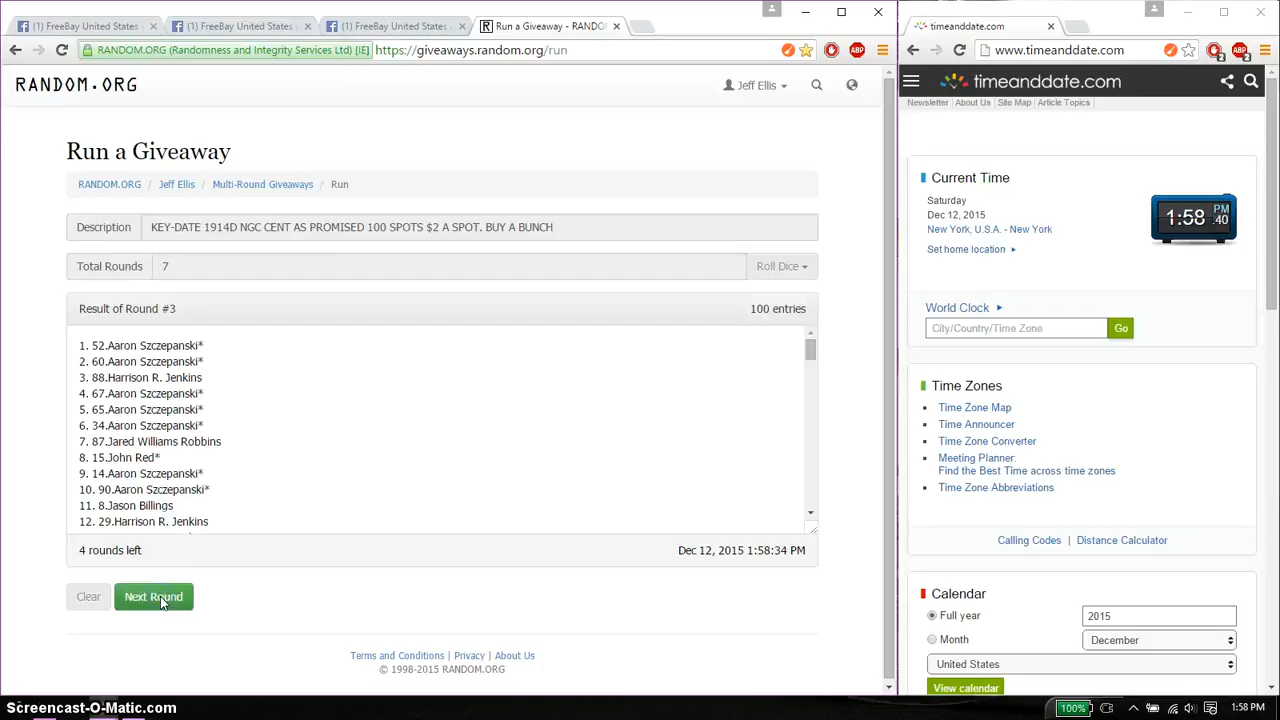 (1) FreeBay United States
(1) FreeBay United States
(1) FreeBay United States
Run a Giveaway - RANDO
RANDOM.ORG (Randomness and Integrity Services Ltd) [IE]
https://giveaways.random.org/run
RANDOM.ORG
Jeff Ellis
Run a Giveaway
RANDOM.ORG / Jeff Ellis / Multi-Round Giveaways / Run
Description
KEY-DATE 1914D NGC CENT AS PROMISED 100 SPOTS $2 A SPOT. BUY A BUNCH
Total Rounds
7
Roll Dice
Result of Round #3
100 entries
1. 52.Aaron Szczepanski*
2. 60.Aaron Szczepanski*
3. 88.Harrison R. Jenkins
4. 67.Aaron Szczepanski*
5. 65.Aaron Szczepanski*
6. 34.Aaron Szczepanski*
7. 87.Jared Williams Robbins
8. 15.John Red*
9. 14.Aaron Szczepanski*
10. 90.Aaron Szczepanski*
11. 8.Jason Billings
12. 29.Harrison R. Jenkins
4 rounds left
Dec 12, 2015 1:58:34 PM
Clear
Next Round
Terms and Conditions | Privacy | About Us
© 1998-2015 RANDOM.ORG
timeanddate.com
www.timeanddate.com
ABP
ABP
2
2
timeanddate.com
Newsletter | About Us | Site Map | Article Topics |
Current Time
Saturday
Dec 12, 2015
New York, U.S.A. - New York
Set home location
1:58 PM .40
World Clock
City/Country/Time Zone
Go
Time Zones
Time Zone Map
Time Announcer
Time Zone Converter
Meeting Planner:
Find the Best Time across time zones
Time Zone Abbreviations
Calling Codes | Distance Calculator
Calendar
Full year
2015
Month
December
United States
View calendar
Screencast-O-Matic.com
100%
1:58 PM